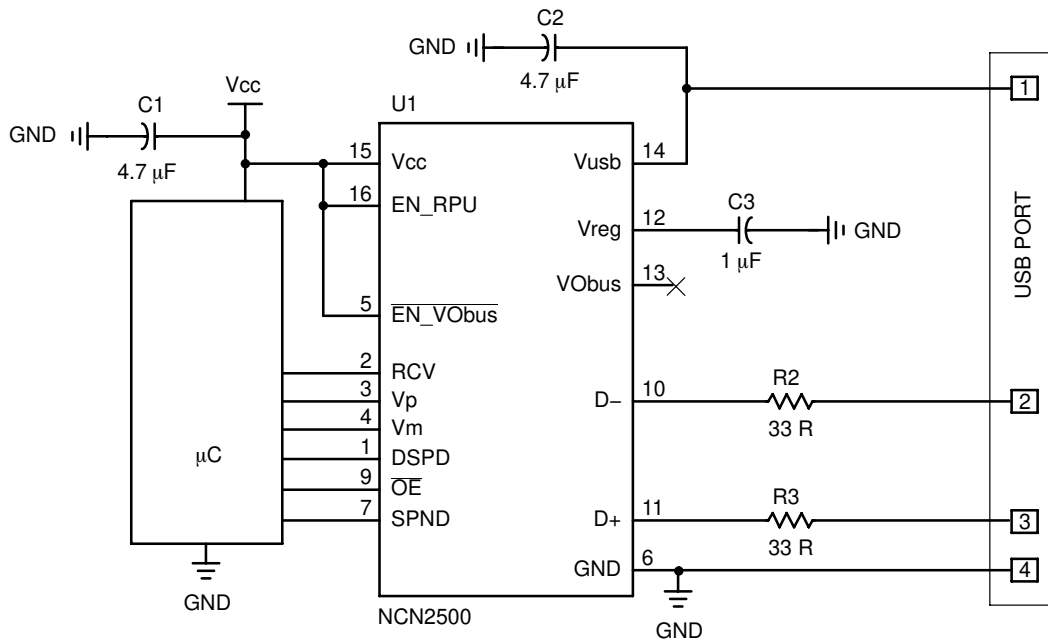 C2
GND
4.7 µF
1
Vcc
C1
GND
4.7 µF
U1
15
Vcc
Vusb
14
16
EN_RPU
12
Vreg
C3
GND
1 µF
13
VObus
5
EN_VObus
USB PORT
2
RCV
3
Vp
4
Vm
1
DSPD
9
OE
7
SPND
µC
GND
D−
10
R2
33 R
2
D+
11
R3
33 R
3
GND
6
4
GND
NCN2500